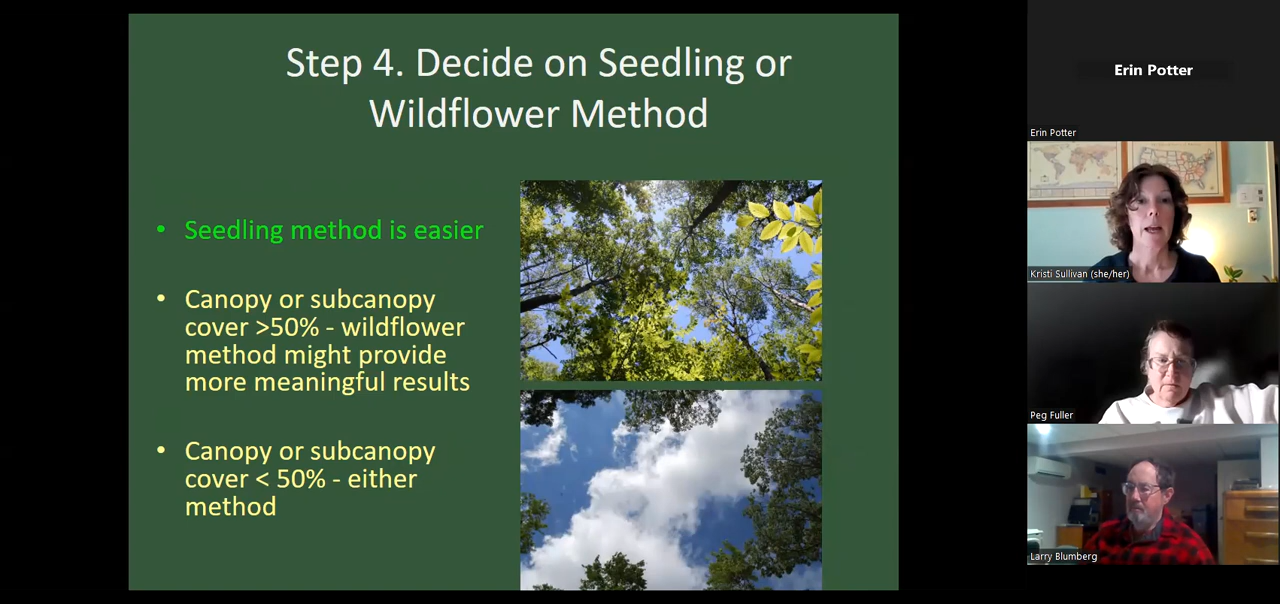 Step 4. Decide on Seedling or
Wildflower Method
• Seedling method is easier
• Canopy or subcanopy
cover >50% - wildflower
method might provide
more meaningful results
• Canopy or subcanopy
cover < 50% - either
method
Erin Potter
Erin Potter
Kristi Sullivan (she/her)
Peg Fuller
Larry Blumberg